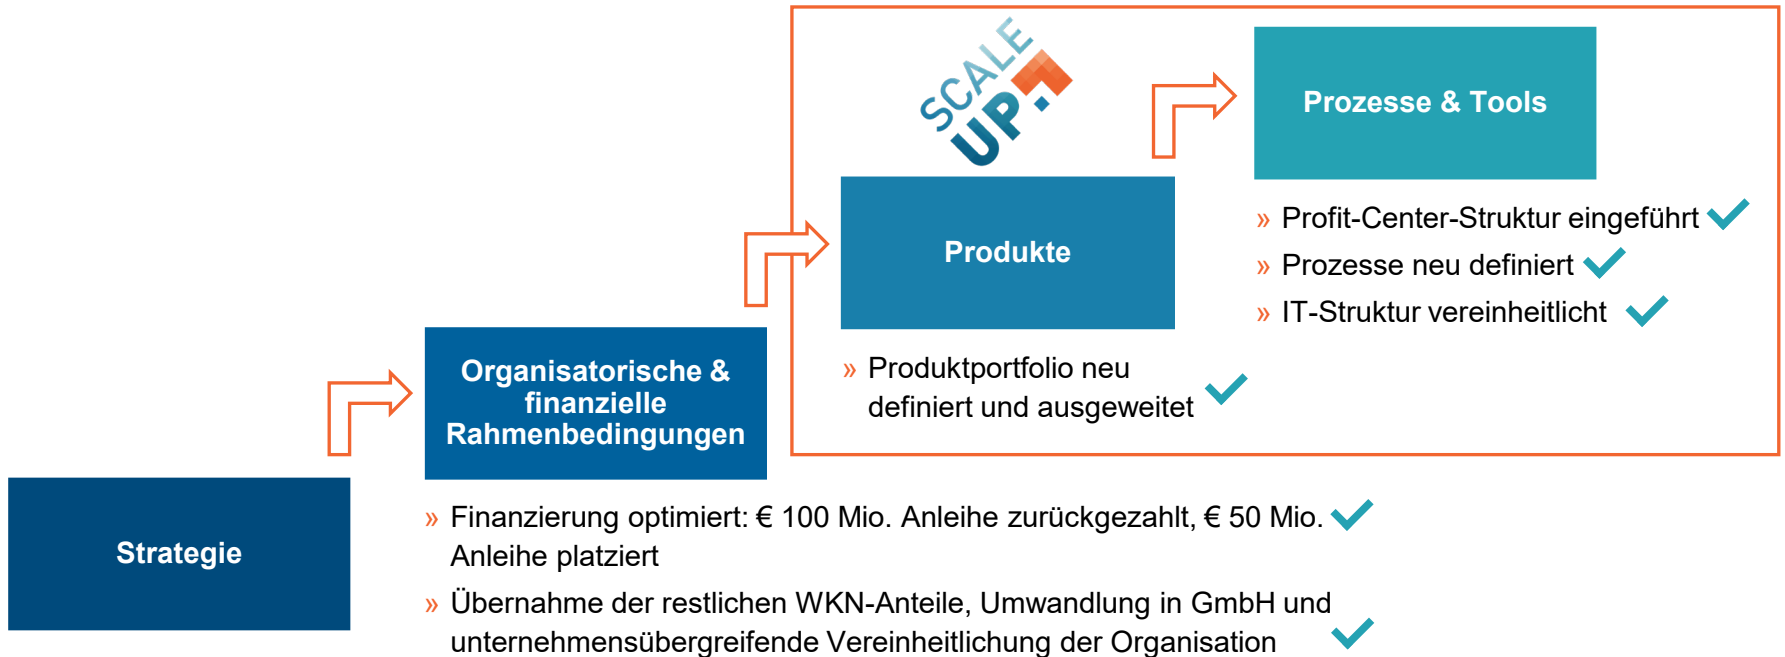 SCALE
UP
Prozesse & Tools
» Profit-Center-Struktur eingeführt
» Prozesse neu definiert
» IT-Struktur vereinheitlicht
Produkte
» Produktportfolio neu
definiert und ausgeweitet
Organisatorische &
finanzielle
Rahmenbedingungen
» Finanzierung optimiert: € 100 Mio. Anleihe zurückgezahlt, € 50 Mio.
Anleihe platziert
» Übernahme der restlichen WKN-Anteile, Umwandlung in GmbH und
unternehmensübergreifende Vereinheitlichung der Organisation
Strategie